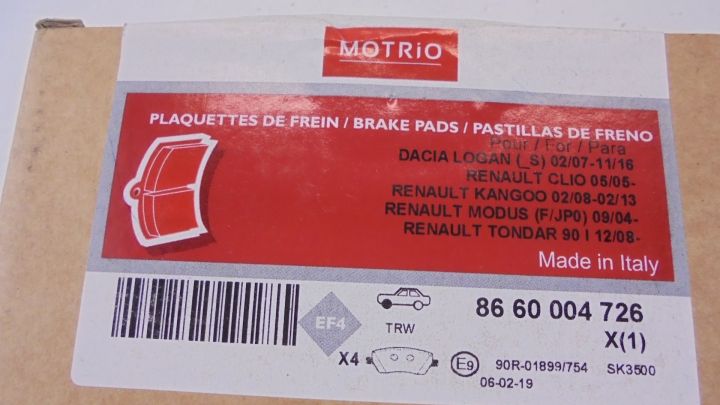 MOTRiO
PLAQUETTES DE FREIN / BRAKE PADS / PASTILLAS DE FRENO
Pour / For / Para
DACIA LOGAN (_S) 02/07-11/16
RENAULT CLIO 05/05-
RENAULT KANGOO 02/08-02/13
RENAULT MODUS (F/JP0) 09/04-
RENAULT TONDAR 90 I 12/08-
Made in Italy
EF4
TRW
86 60 004 726
X(1)
X4
E9
90R-01899/754
SK3500
06-02-19